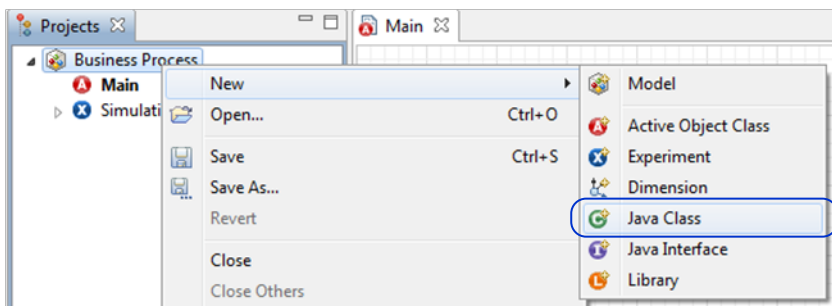 Projects
Main
Business Process
Main
Simulati
New
Open... Ctrl+O
Save Ctrl+S
Save As...
Revert
Close
Close Others
Model
Active Object Class
Experiment
Dimension
Java Class
Java Interface
Library